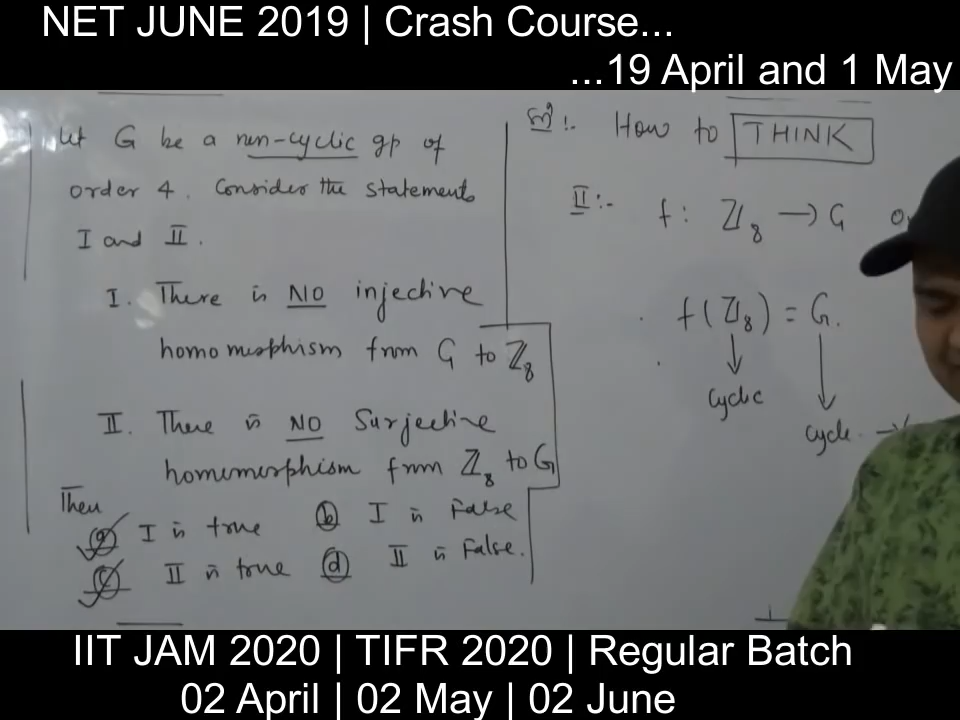 NET JUNE 2019 | Crash Course...
...19 April and 1 May
Let G be a non-cyclic gp of
order 4. Consider the statements
I and II.
I. There is NO injective
homomorphism from G to ℤ₈
II. There is NO Surjective
homomorphism from ℤ₈ to G
Then
(a) I is true (b) I is False
(c) II is true (d) II is False.
How to THINK
II:- f: ℤ₈ → G
f(ℤ₈) = G.
↓ ↓
Cyclic
Cyclic. →
IIT JAM 2020 | TIFR 2020 | Regular Batch
02 April | 02 May | 02 June